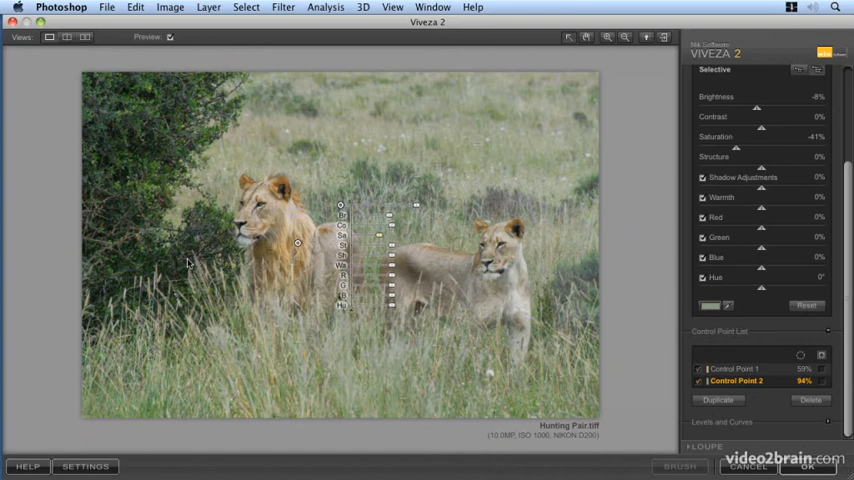 Photoshop File Edit Image Layer Select Filter Analysis 3D View Window Help
Viveza 2
Views: Preview:
Nik Software
VIVEZA 2
Selective
Brightness -8%
Contrast 0%
Saturation -41%
Structure 0%
Shadow Adjustments 0%
Warmth 0%
Red 0%
Green 0%
Blue 0%
Hue 0°
Reset
Control Point List
Control Point 1 59%
Control Point 2 94%
Duplicate Delete
Levels and Curves
LOUPE
Br
Co
Sa
St
Sh
Wa
R
G
B
Hu
Hunting Pair.tiff
(10.0MP, ISO 1000, NIKON D200)
HELP SETTINGS BRUSH CANCEL OK
video2brain.com